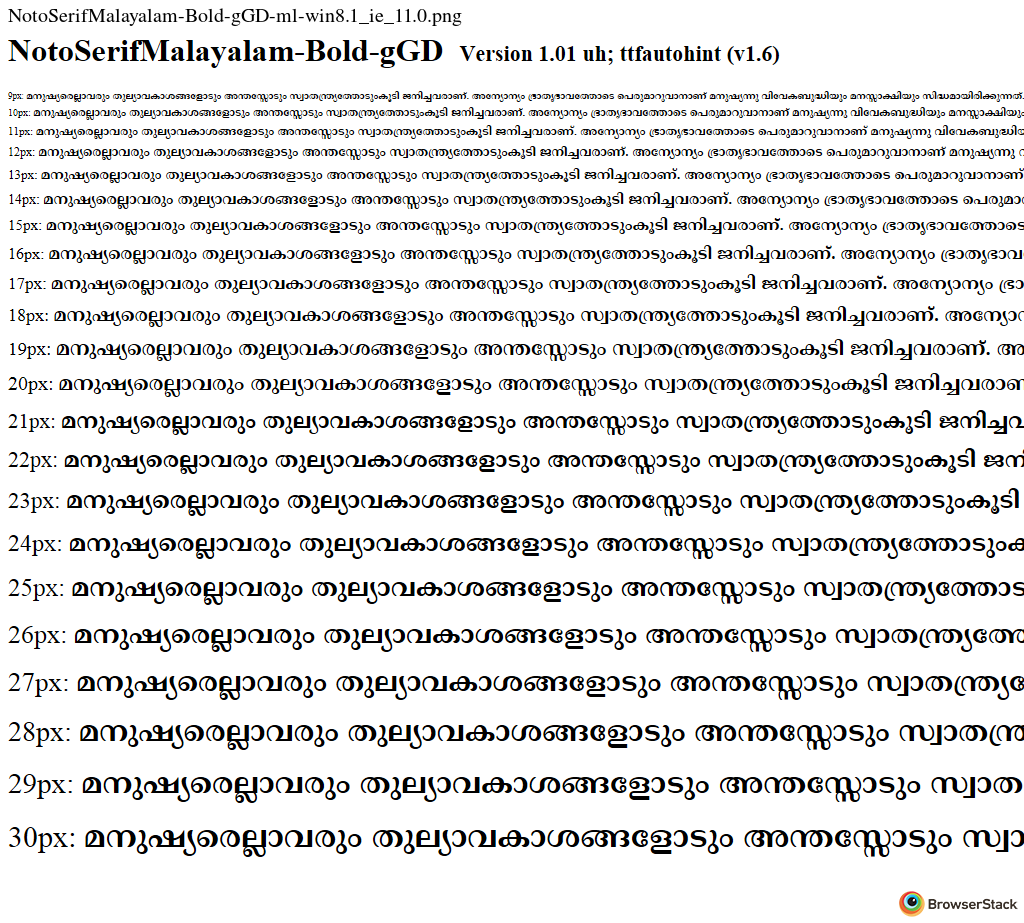 NotoSerifMalayalam-Bold-gGD-ml-win8.1_ie_11.0.png
NotoSerifMalayalam-Bold-gGD Version 1.01 uh; ttfautohint (v1.6)
9px: മനുഷ്യരെല്ലാവരും തുല്യാവകാശങ്ങളോടും അന്തസ്സോടും സ്വാതന്ത്ര്യത്തോടുംകൂടി ജനിച്ചവരാണ്. അന്യോന്യം ഭ്രാതൃഭാവത്തോടെ പെരുമാറുവാനാണ് മനുഷ്യന്നു വിവേകബുദ്ധിയും മനസ്സാക്ഷിയും സിദ്ധമായിരിക്കുന്നത്.
10px: മനുഷ്യരെല്ലാവരും തുല്യാവകാശങ്ങളോടും അന്തസ്സോടും സ്വാതന്ത്ര്യത്തോടുംകൂടി ജനിച്ചവരാണ്. അന്യോന്യം ഭ്രാതൃഭാവത്തോടെ പെരുമാറുവാനാണ് മനുഷ്യന്നു വിവേകബുദ്ധിയും മനസ്സാക്ഷിയും
11px: മനുഷ്യരെല്ലാവരും തുല്യാവകാശങ്ങളോടും അന്തസ്സോടും സ്വാതന്ത്ര്യത്തോടുംകൂടി ജനിച്ചവരാണ്. അന്യോന്യം ഭ്രാതൃഭാവത്തോടെ പെരുമാറുവാനാണ് മനുഷ്യന്നു വിവേകബുദ്ധിയ
12px: മനുഷ്യരെല്ലാവരും തുല്യാവകാശങ്ങളോടും അന്തസ്സോടും സ്വാതന്ത്ര്യത്തോടുംകൂടി ജനിച്ചവരാണ്. അന്യോന്യം ഭ്രാതൃഭാവത്തോടെ പെരുമാറുവാനാണ് മനുഷ്യന്നു
13px: മനുഷ്യരെല്ലാവരും തുല്യാവകാശങ്ങളോടും അന്തസ്സോടും സ്വാതന്ത്ര്യത്തോടുംകൂടി ജനിച്ചവരാണ്. അന്യോന്യം ഭ്രാതൃഭാവത്തോടെ പെരുമാറുവാനാണ്
14px: മനുഷ്യരെല്ലാവരും തുല്യാവകാശങ്ങളോടും അന്തസ്സോടും സ്വാതന്ത്ര്യത്തോടുംകൂടി ജനിച്ചവരാണ്. അന്യോന്യം ഭ്രാതൃഭാവത്തോടെ പെരുമാ
15px: മനുഷ്യരെല്ലാവരും തുല്യാവകാശങ്ങളോടും അന്തസ്സോടും സ്വാതന്ത്ര്യത്തോടുംകൂടി ജനിച്ചവരാണ്. അന്യോന്യം ഭ്രാതൃഭാവത്തോടെ
16px: മനുഷ്യരെല്ലാവരും തുല്യാവകാശങ്ങളോടും അന്തസ്സോടും സ്വാതന്ത്ര്യത്തോടുംകൂടി ജനിച്ചവരാണ്. അന്യോന്യം ഭ്രാതൃഭാവ
17px: മനുഷ്യരെല്ലാവരും തുല്യാവകാശങ്ങളോടും അന്തസ്സോടും സ്വാതന്ത്ര്യത്തോടുംകൂടി ജനിച്ചവരാണ്. അന്യോന്യം ഭ്രാ
18px: മനുഷ്യരെല്ലാവരും തുല്യാവകാശങ്ങളോടും അന്തസ്സോടും സ്വാതന്ത്ര്യത്തോടുംകൂടി ജനിച്ചവരാണ്. അന്യോന
19px: മനുഷ്യരെല്ലാവരും തുല്യാവകാശങ്ങളോടും അന്തസ്സോടും സ്വാതന്ത്ര്യത്തോടുംകൂടി ജനിച്ചവരാണ്. അ
20px: മനുഷ്യരെല്ലാവരും തുല്യാവകാശങ്ങളോടും അന്തസ്സോടും സ്വാതന്ത്ര്യത്തോടുംകൂടി ജനിച്ചവരാണ
21px: മനുഷ്യരെല്ലാവരും തുല്യാവകാശങ്ങളോടും അന്തസ്സോടും സ്വാതന്ത്ര്യത്തോടുംകൂടി ജനിച്ചവ
22px: മനുഷ്യരെല്ലാവരും തുല്യാവകാശങ്ങളോടും അന്തസ്സോടും സ്വാതന്ത്ര്യത്തോടുംകൂടി ജനി
23px: മനുഷ്യരെല്ലാവരും തുല്യാവകാശങ്ങളോടും അന്തസ്സോടും സ്വാതന്ത്ര്യത്തോടുംകൂടി
24px: മനുഷ്യരെല്ലാവരും തുല്യാവകാശങ്ങളോടും അന്തസ്സോടും സ്വാതന്ത്ര്യത്തോടുംക
25px: മനുഷ്യരെല്ലാവരും തുല്യാവകാശങ്ങളോടും അന്തസ്സോടും സ്വാതന്ത്ര്യത്തോട
26px: മനുഷ്യരെല്ലാവരും തുല്യാവകാശങ്ങളോടും അന്തസ്സോടും സ്വാതന്ത്ര്യത്തോ
27px: മനുഷ്യരെല്ലാവരും തുല്യാവകാശങ്ങളോടും അന്തസ്സോടും സ്വാതന്ത്ര്യ
28px: മനുഷ്യരെല്ലാവരും തുല്യാവകാശങ്ങളോടും അന്തസ്സോടും സ്വാതന്ത്ര
29px: മനുഷ്യരെല്ലാവരും തുല്യാവകാശങ്ങളോടും അന്തസ്സോടും സ്വാത
30px: മനുഷ്യരെല്ലാവരും തുല്യാവകാശങ്ങളോടും അന്തസ്സോടും സ്വാ
BrowserStack